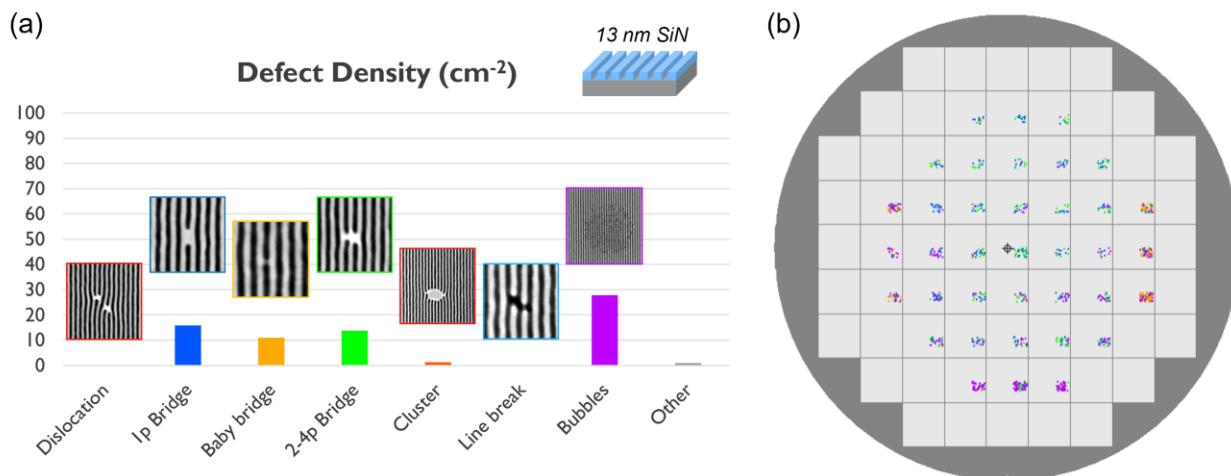 (a)
13 nm SiN
Defect Density (cm-2)
100
90
80
70
60
50
40
30
20
10
0
Dislocation
1p Bridge
Baby bridge
2-4p Bridge
Cluster
Line break
Bubbles
Other
(b)